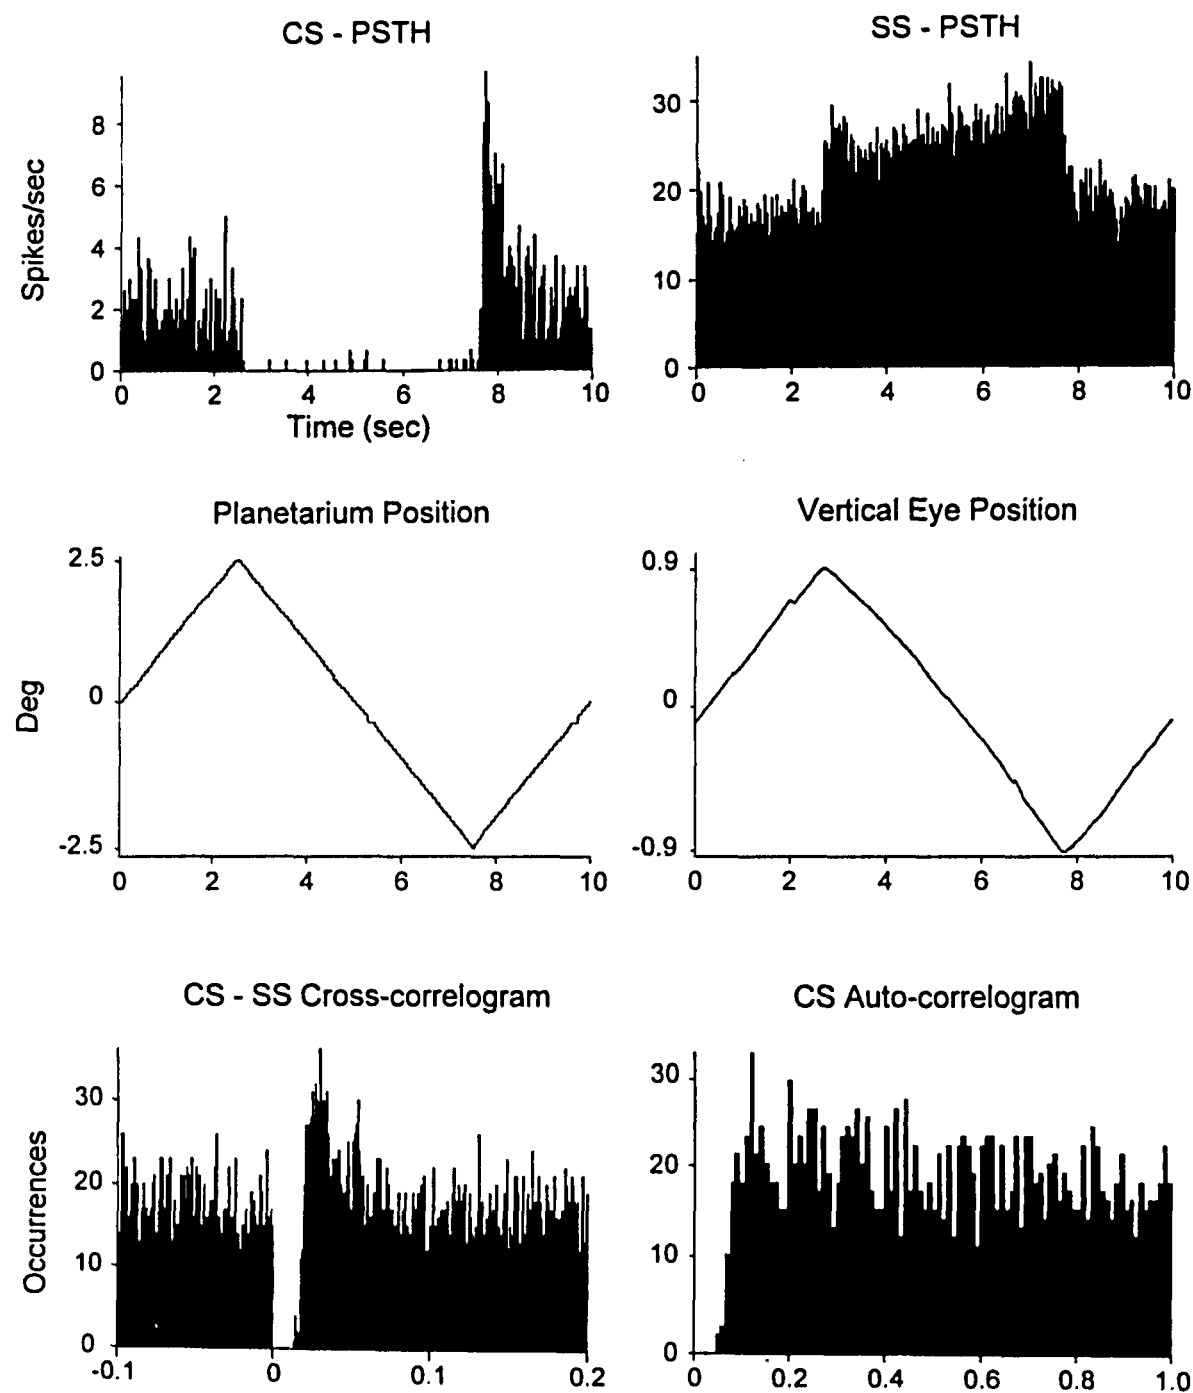 CS - PSTH
SS - PSTH
Spikes/sec
8
6
4
2
0
0 2 4 6 8 10
Time (sec)
30
20
10
0
0 2 4 6 8 10
Planetarium Position
Vertical Eye Position
Deg
2.5
0
-2.5
0 2 4 6 8 10
0.9
0
-0.9
0 2 4 6 8 10
CS - SS Cross-correlogram
CS Auto-correlogram
Occurrences
30
20
10
0
-0.1 0 0.1 0.2
30
20
10
0
0 0.2 0.4 0.6 0.8 1.0